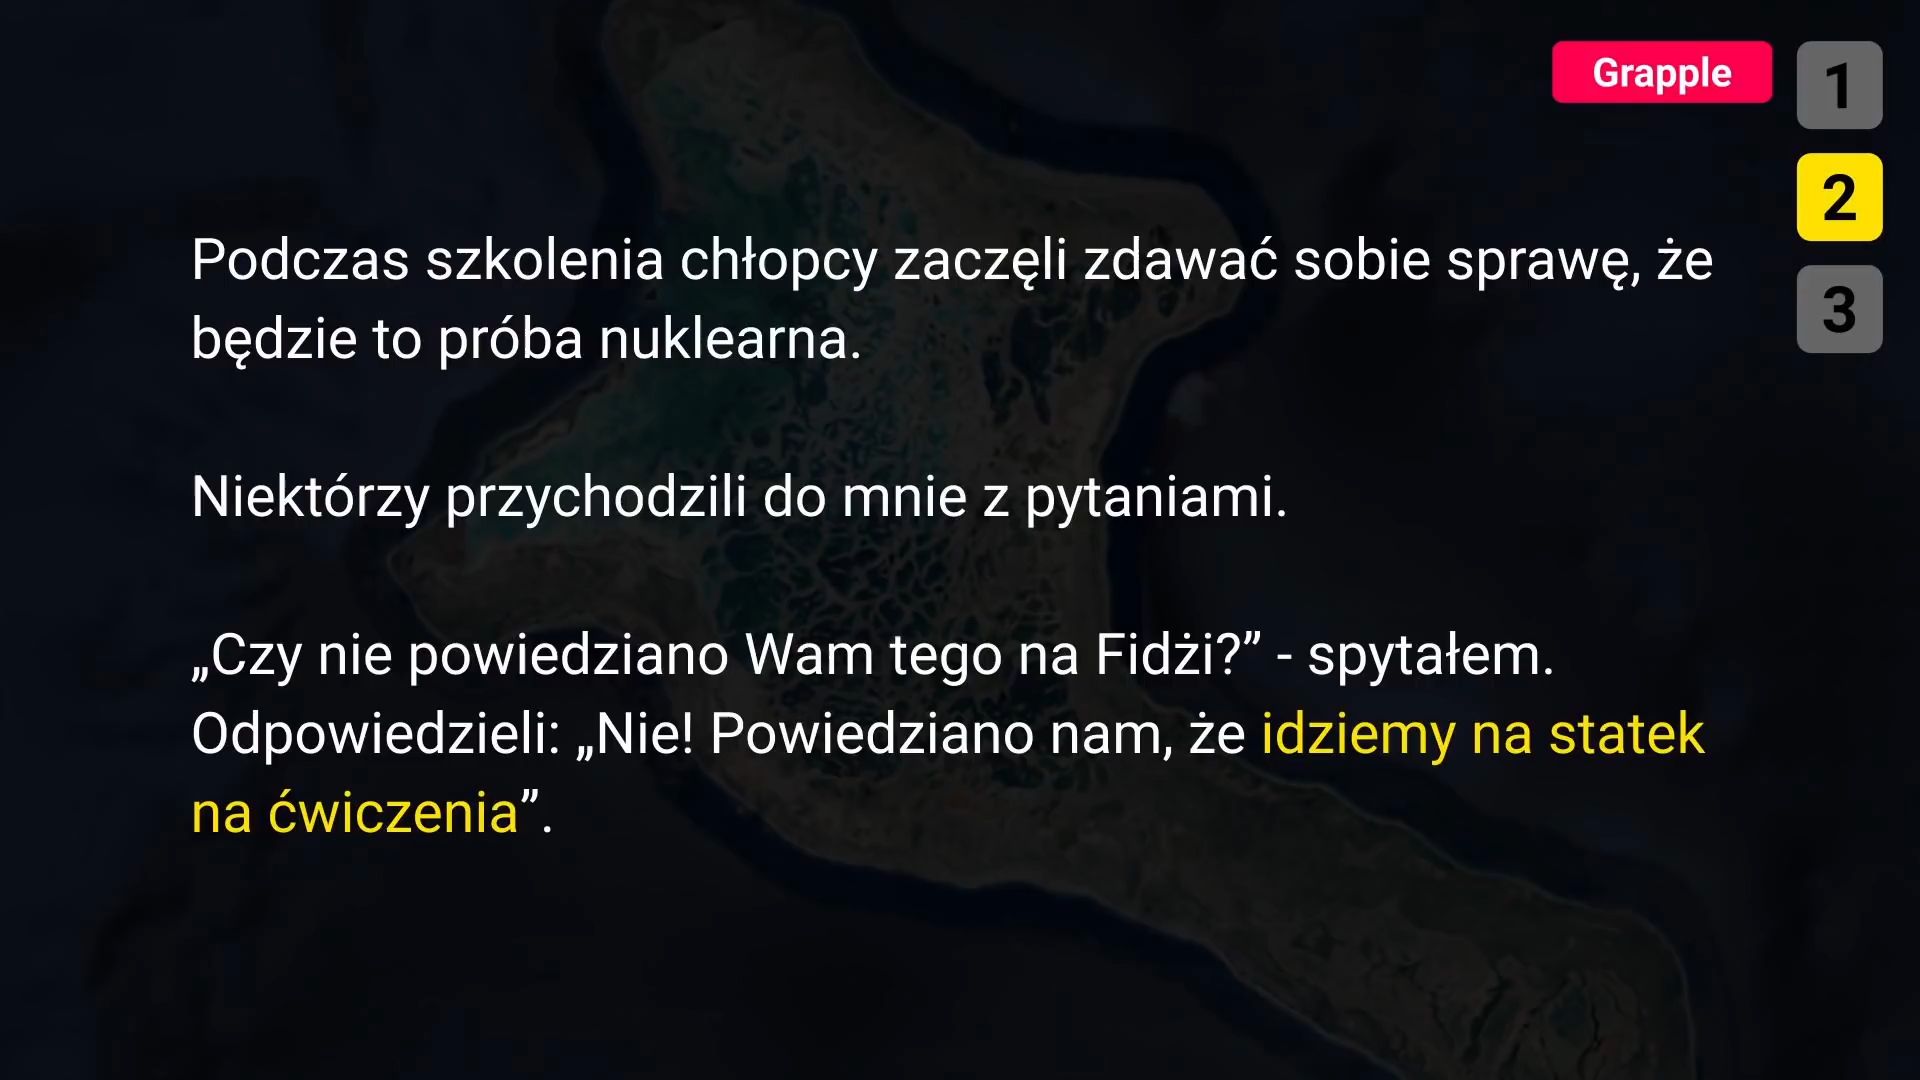 Grapple
1
2
3
Podczas szkolenia chłopcy zaczęli zdawać sobie sprawę, że
będzie to próba nuklearna.
Niektórzy przychodzili do mnie z pytaniami.
„Czy nie powiedziano Wam tego na Fidżi?” - spytałem.
Odpowiedzieli: „Nie! Powiedziano nam, że idziemy na statek
na ćwiczenia”.